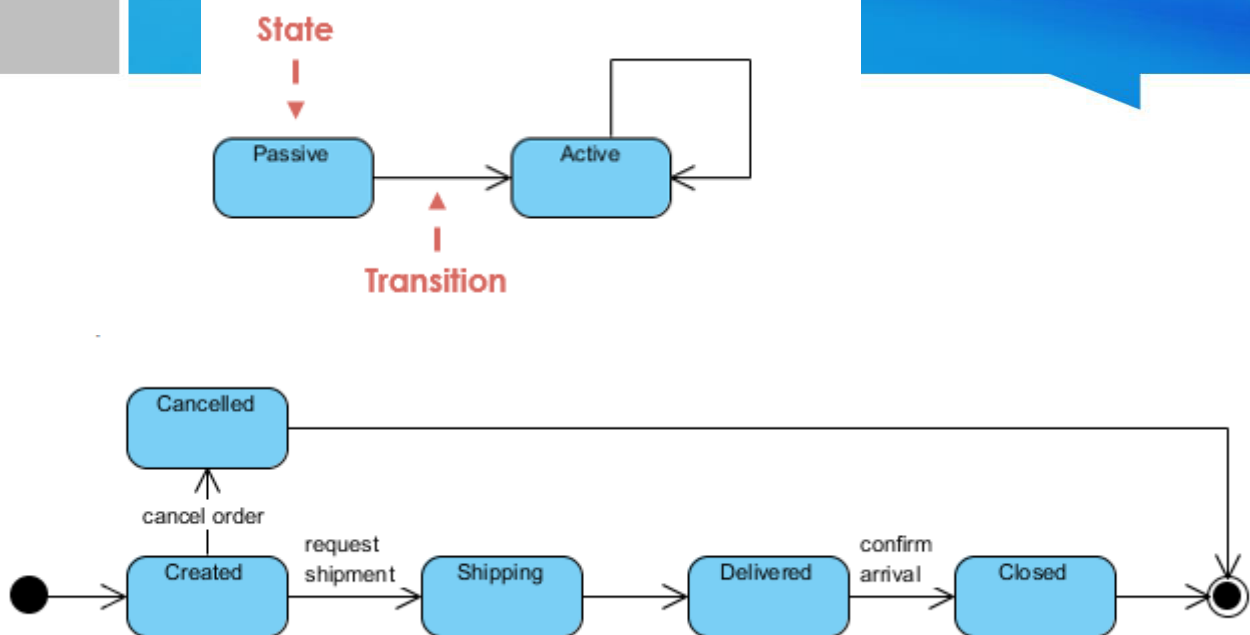 State
Passive
Active
Transition
Cancelled
cancel order
request
shipment
confirm
arrival
Created
Shipping
Delivered
Closed